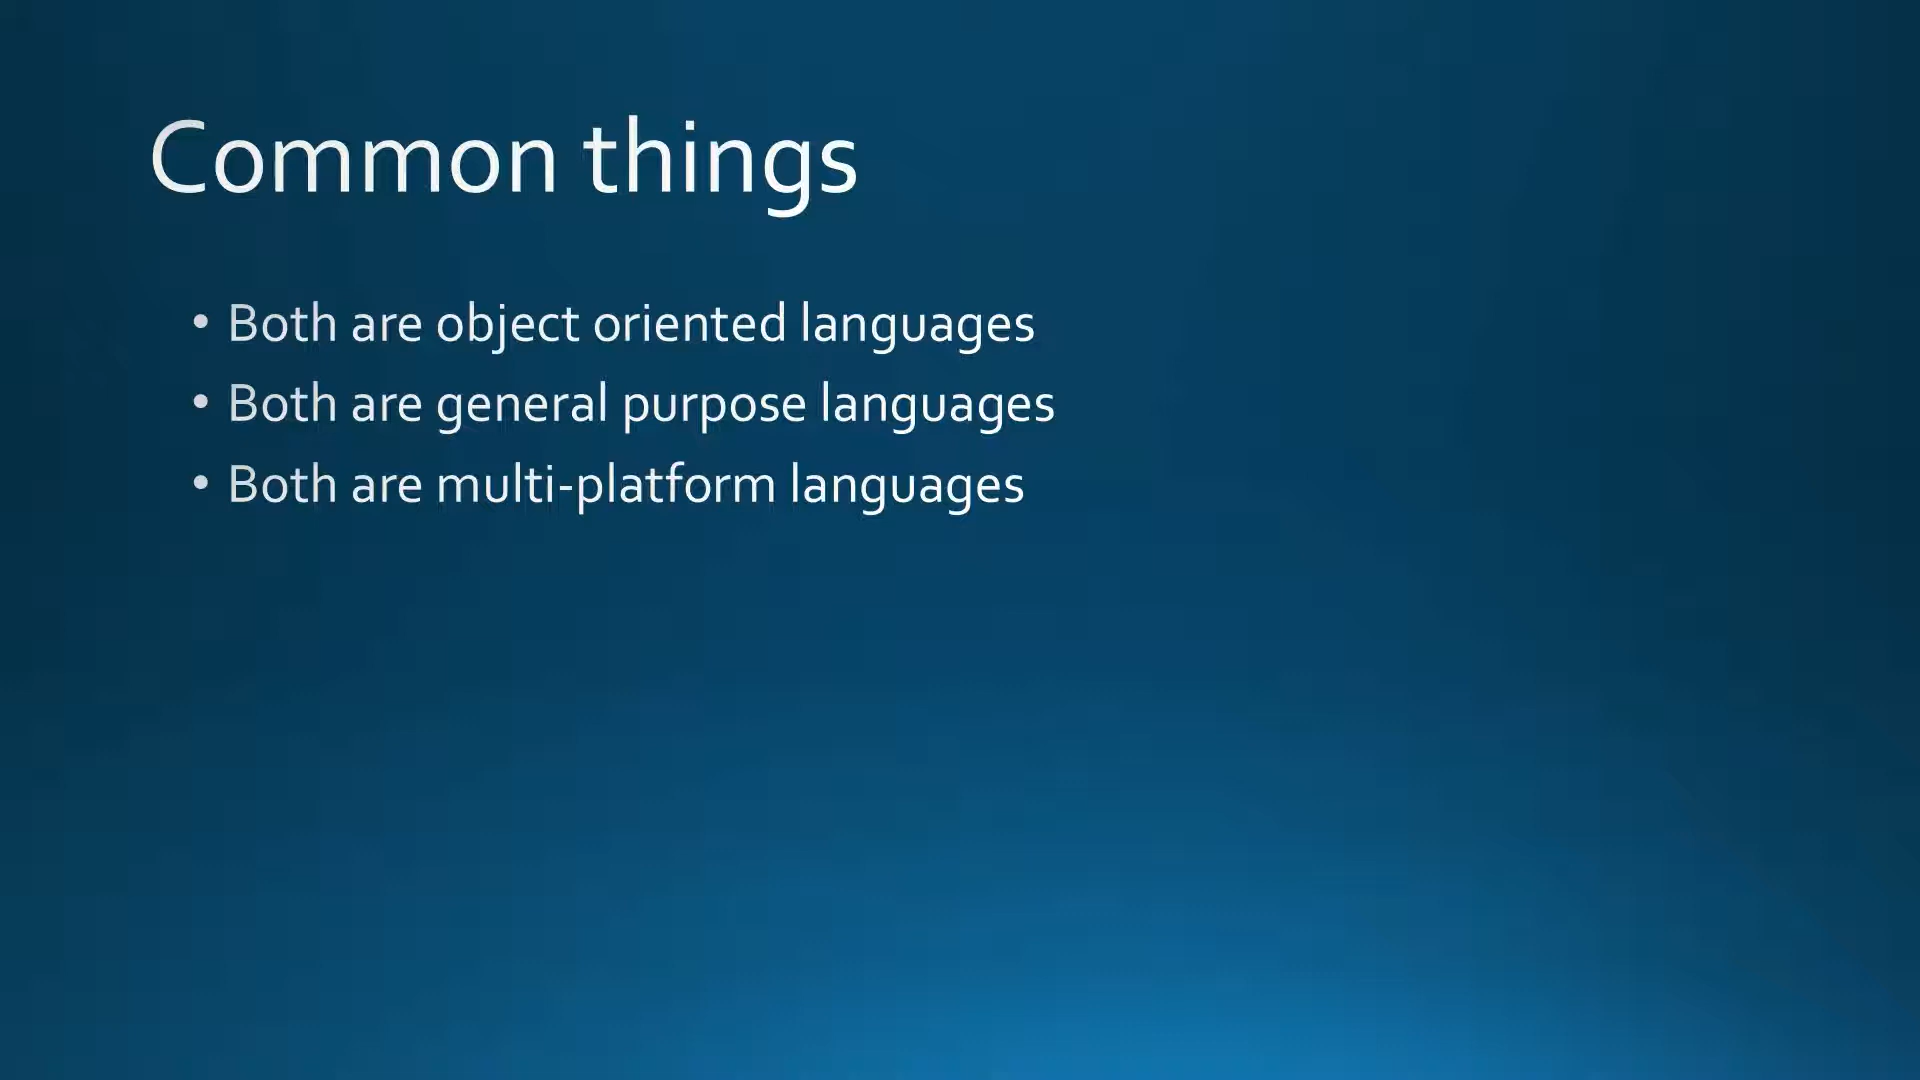 Common things
• Both are object oriented languages
• Both are general purpose languages
• Both are multi-platform languages